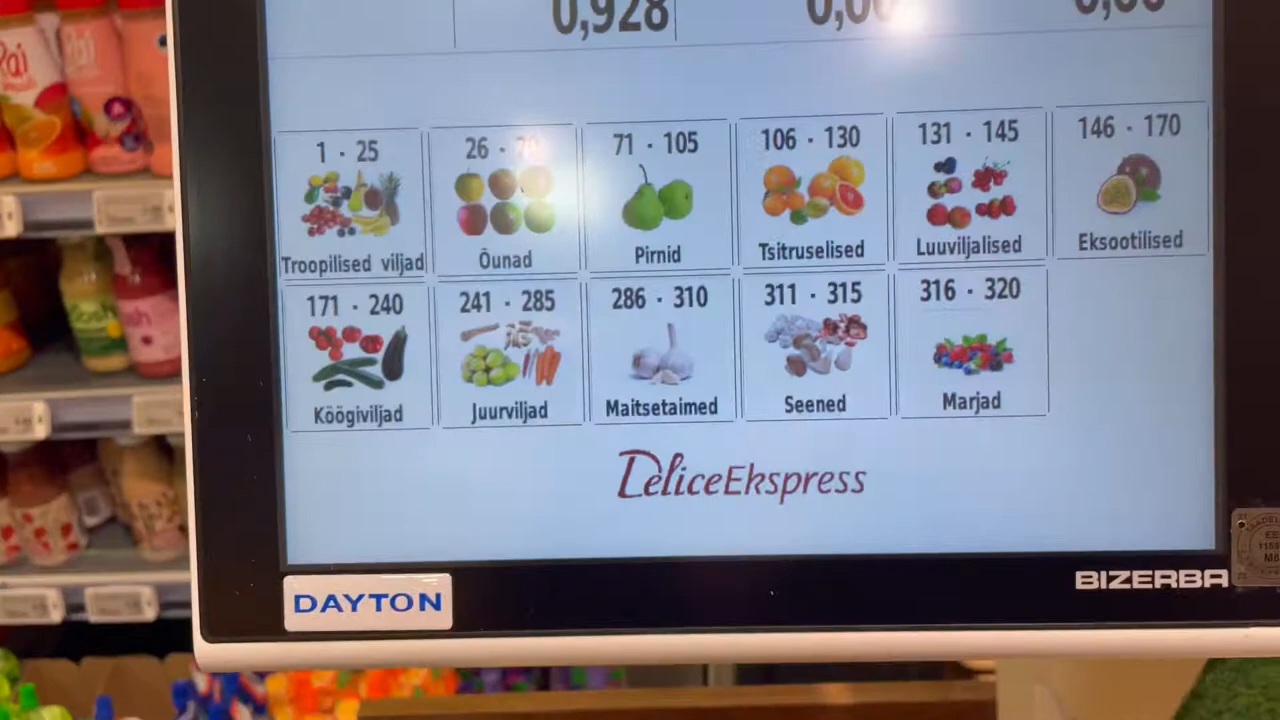 0,928
1 - 25
Troopilised viljad
26 -
Õunad
71 - 105
Pirnid
106 - 130
Tsitruselised
131 - 145
Luuviljalised
146 - 170
Eksootilised
171 - 240
Köögiviljad
241 - 285
Juurviljad
286 - 310
Maitsetaimed
311 - 315
Seened
316 - 320
Marjad
DeliceEkspress
DAYTON
BIZERBA